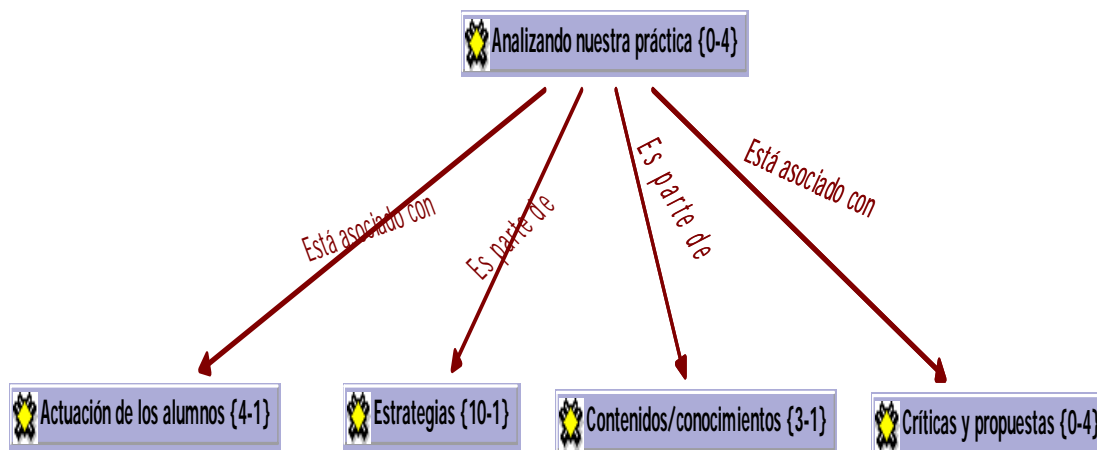 Analizando nuestra práctica {0-4}
Está asociado con
Es parte de
Es parte de
Está asociado con
Actuación de los alumnos {4-1}
Estrategias {10-1}
Contenidos/conocimientos {3-1}
Críticas y propuestas {0-4}